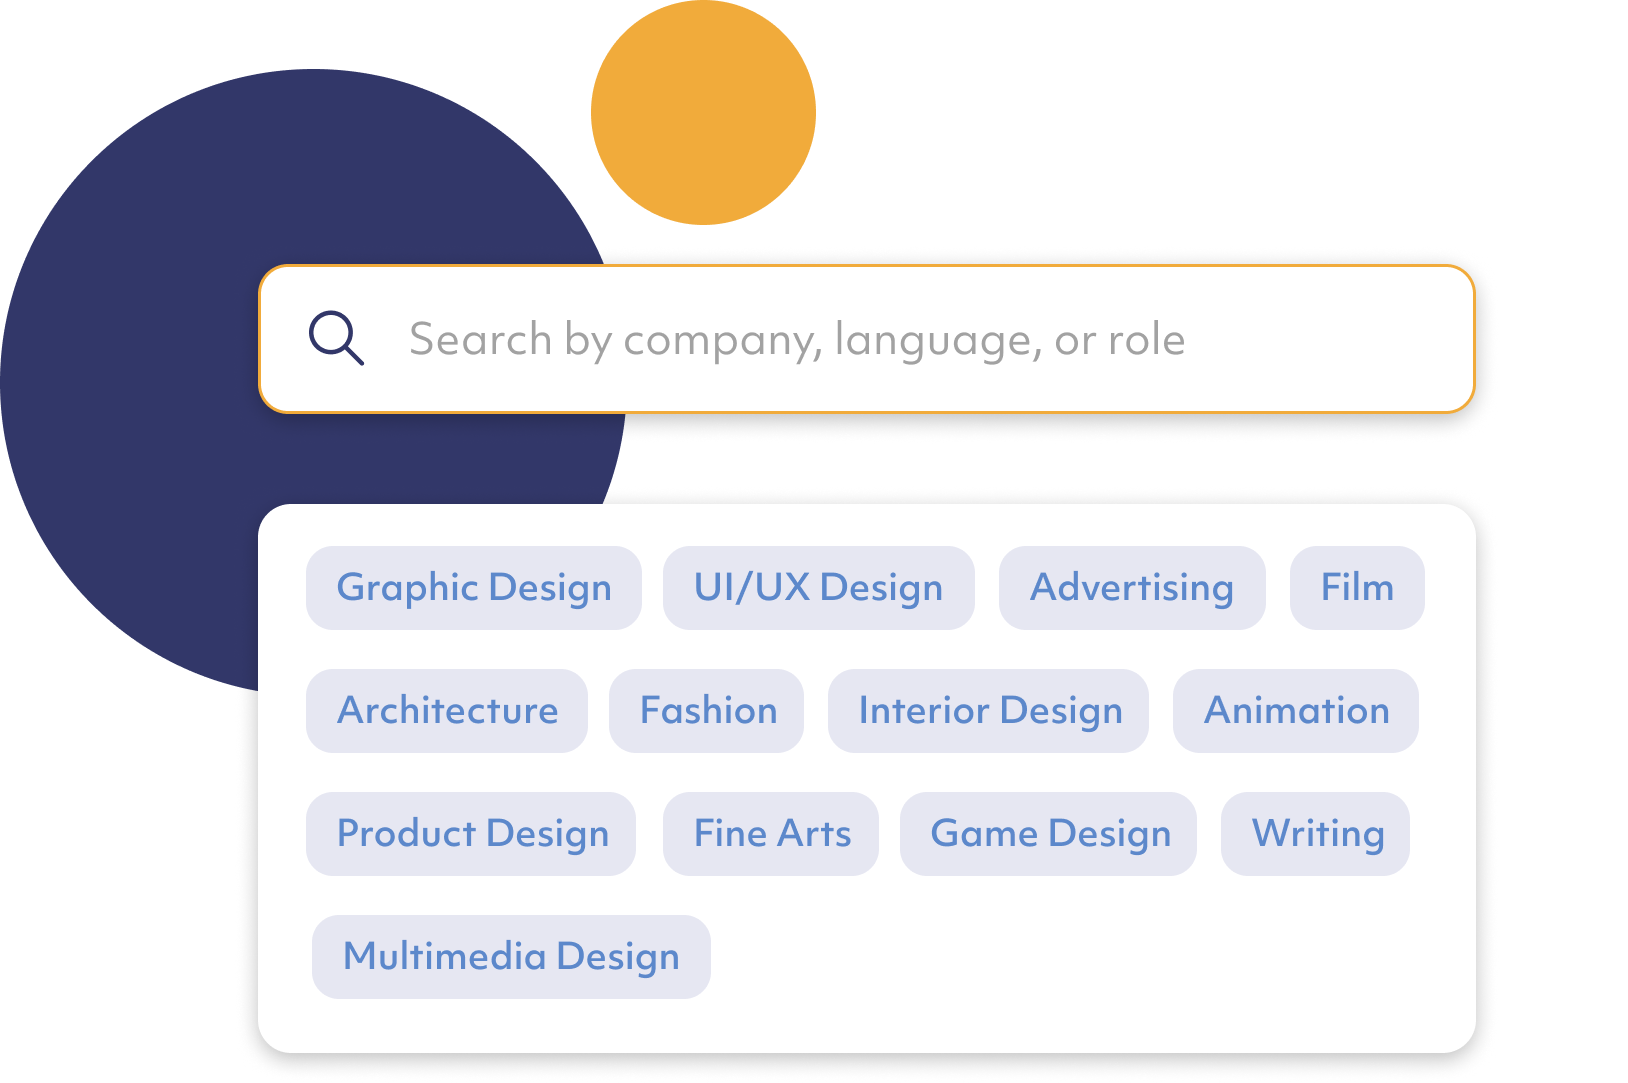 Search by company, language, or role
Graphic Design UI/UX Design Advertising Film
Architecture Fashion Interior Design Animation
Product Design Fine Arts Game Design Writing
Multimedia Design